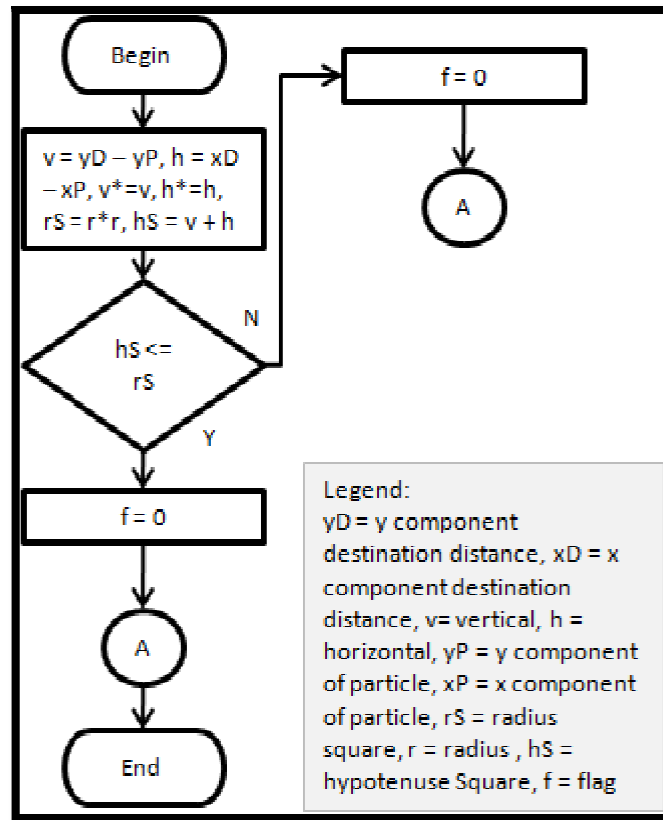 Begin
v = yD – yP, h = xD
– xP, v*=v, h*=h,
rS = r*r, hS = v + h
hS <=
rS
N
Y
f = 0
A
f = 0
A
End
Legend:
yD = y component
destination distance, xD = x
component destination
distance, v= vertical, h =
horizontal, yP = y component
of particle, xP = x component
of particle, rS = radius
square, r = radius , hS =
hypotenuse Square, f = flag